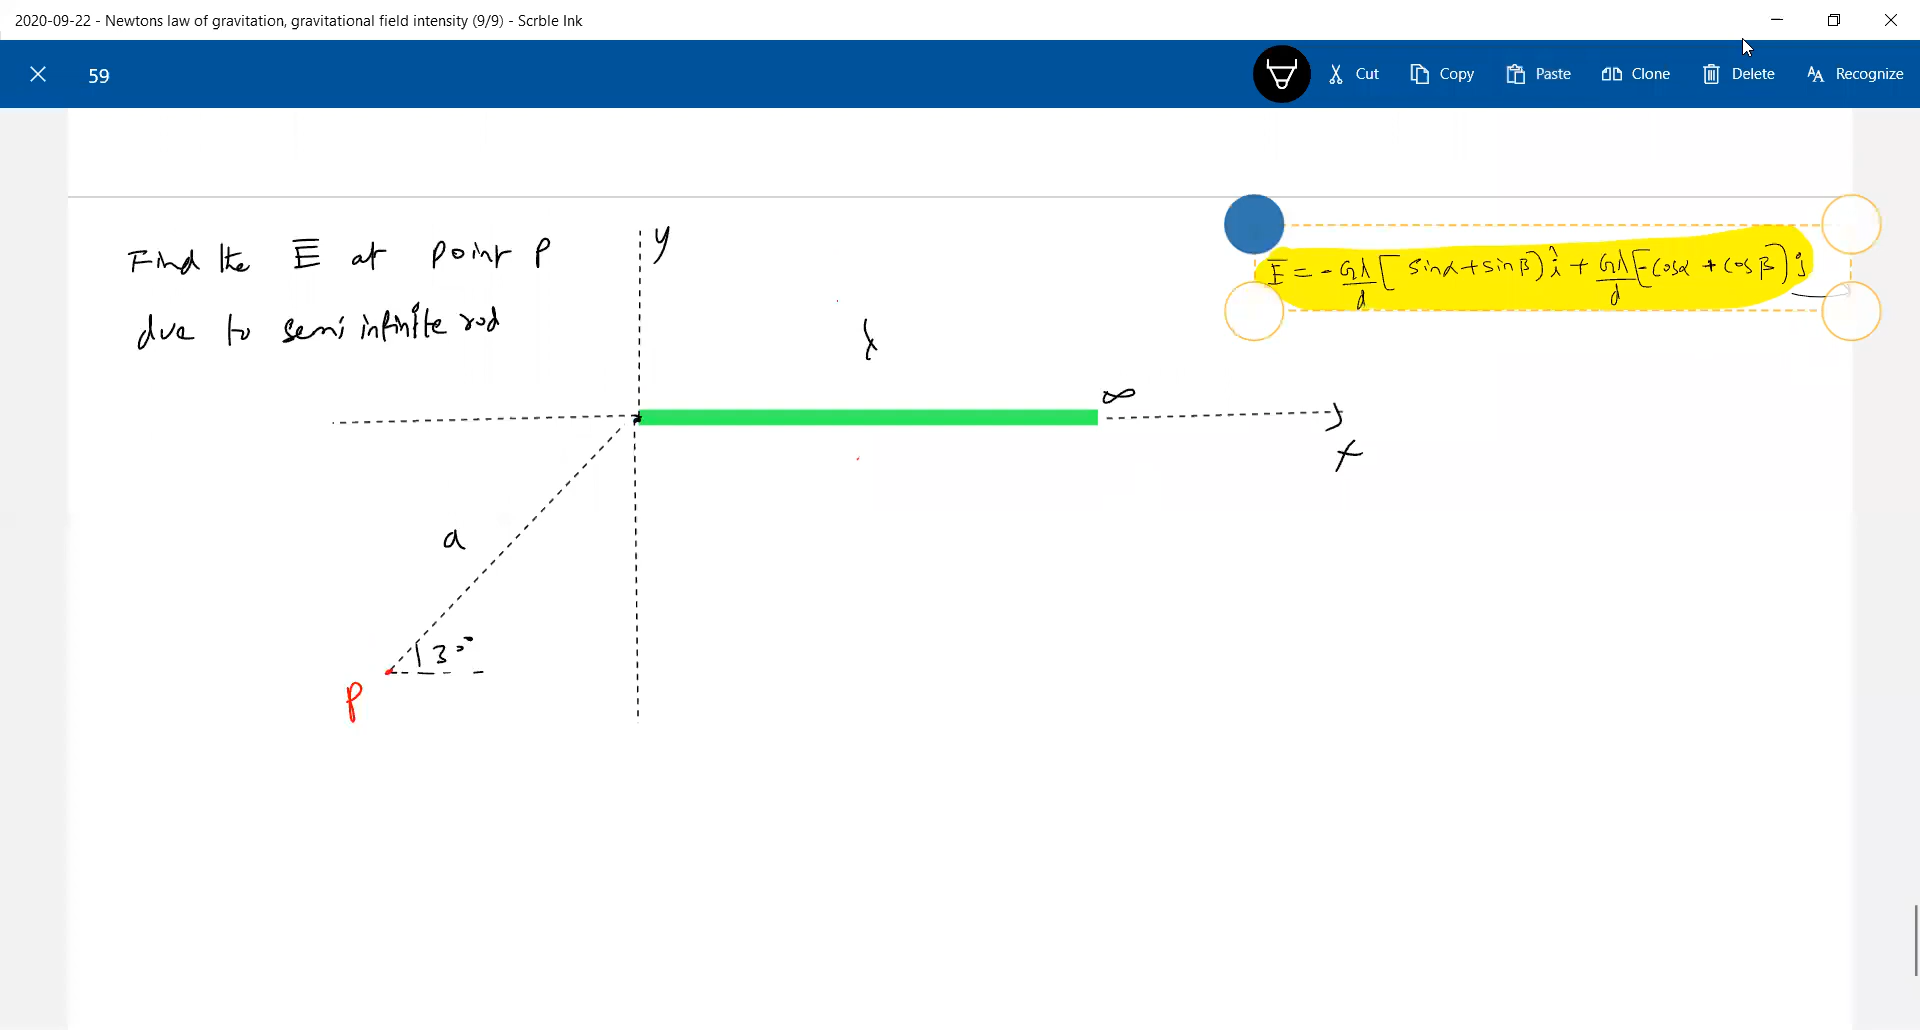 2020-09-22 - Newtons law of gravitation, gravitational field intensity (9/9) - Scrble Ink
59 Cut Copy Paste Clone Delete Recognize
Find the E̅ at point P
due to semi infinite rod
E̅ = -Gλ/d [ sinα + sinβ) î + Gλ/d [-cosα + cosβ) ĵ
y
λ
∞
x
a
30°
P